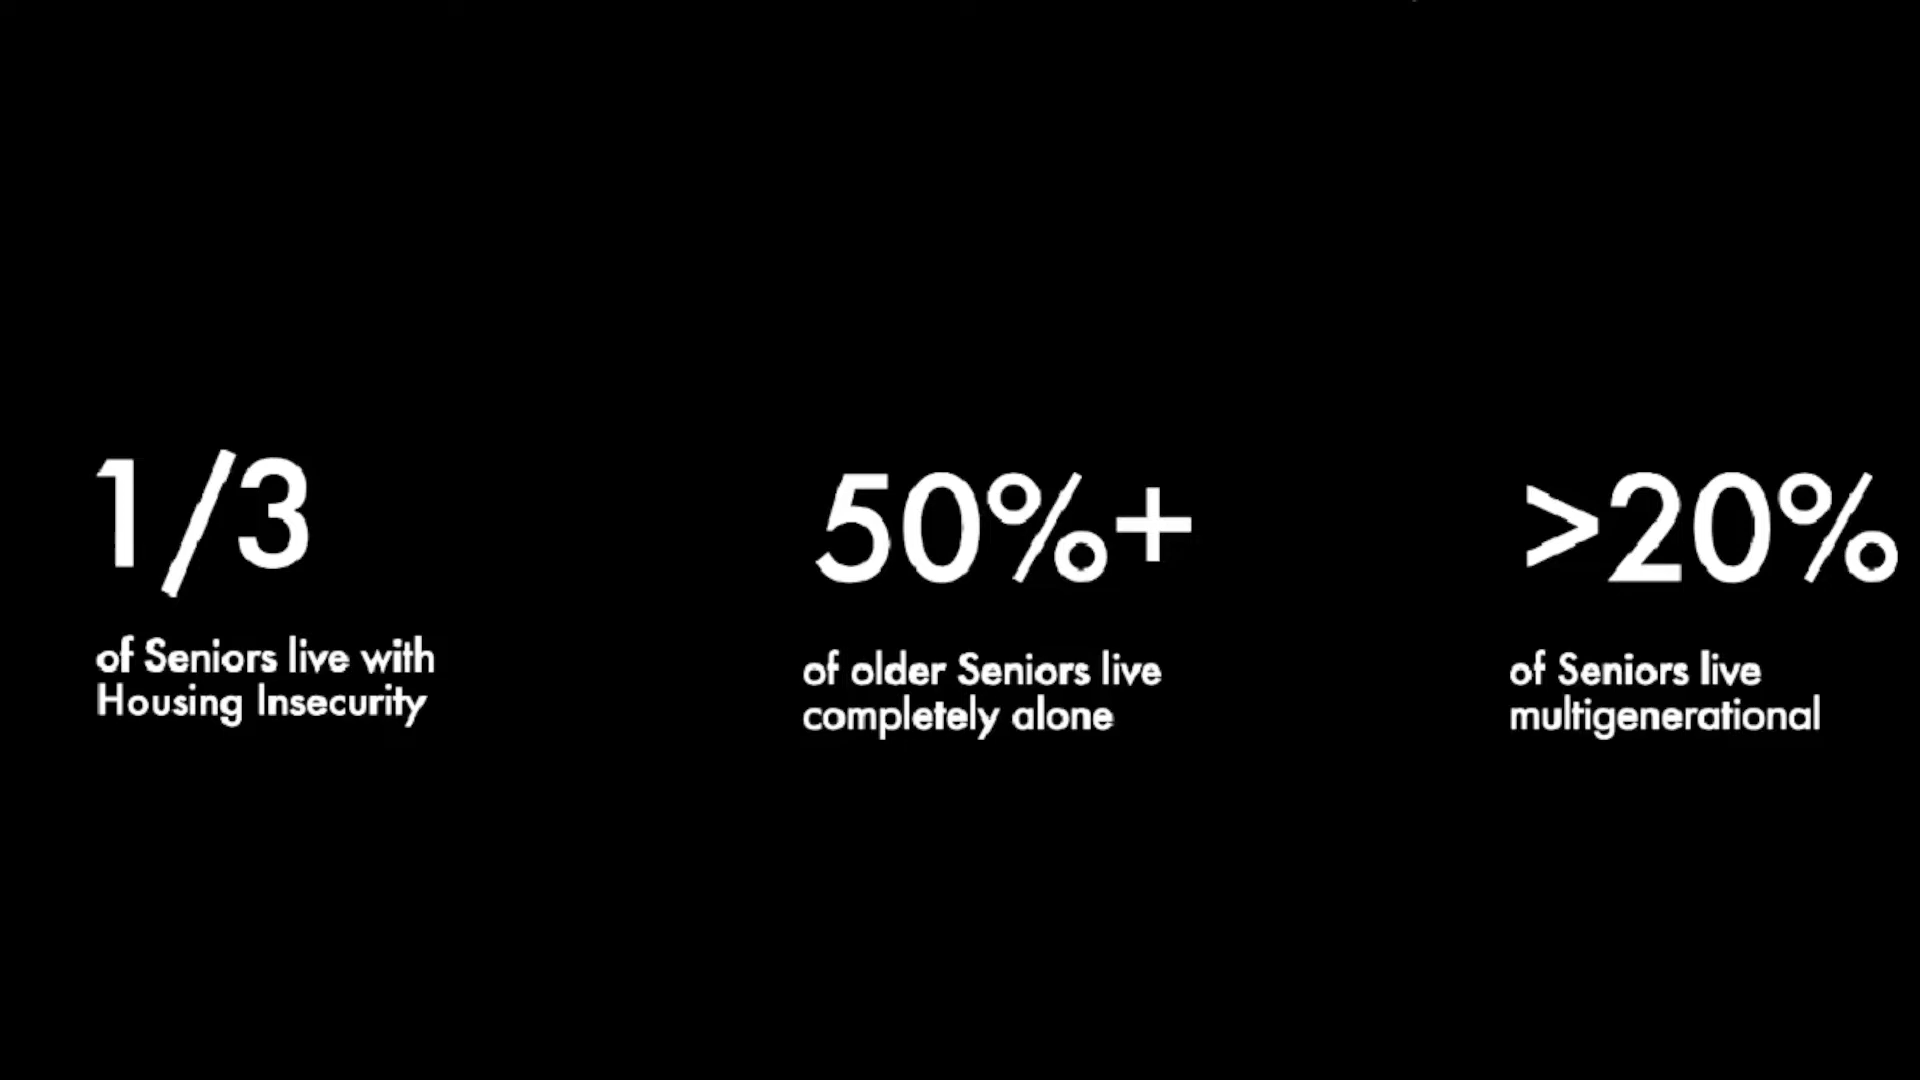 1/3
of Seniors live with
Housing Insecurity
50%+
of older Seniors live
completely alone
>20%
of Seniors live
multigenerational